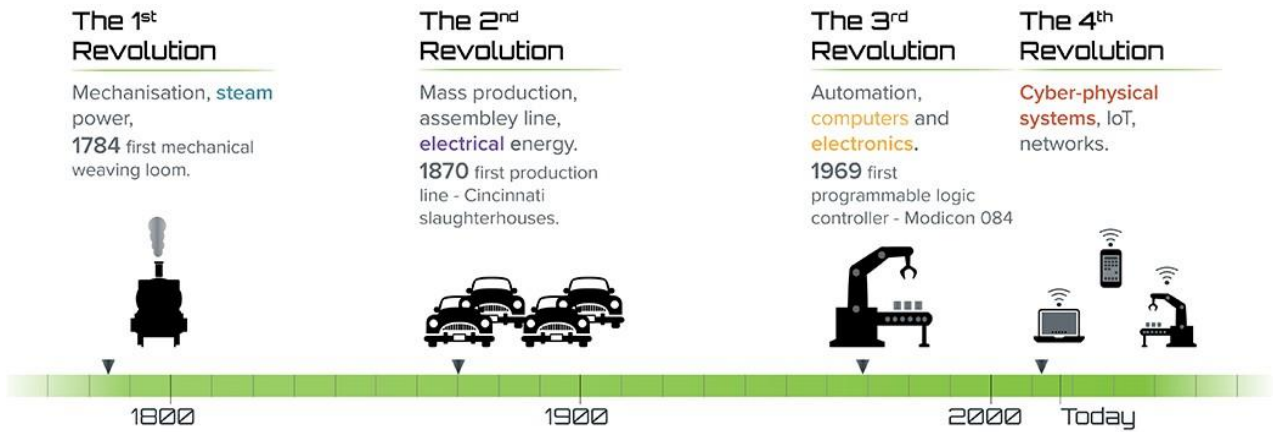 The 1st
Revolution
Mechanisation, steam
power,
1784 first mechanical
weaving loom.
The 2nd
Revolution
Mass production,
assembley line,
electrical energy.
1870 first production
line - Cincinnati
slaughterhouses.
The 3rd
Revolution
Automation,
computers and
electronics.
1969 first
programmable logic
controller - Modicon 084
The 4th
Revolution
Cyber-physical
systems, IoT,
networks.
1800
1900
2000
Today